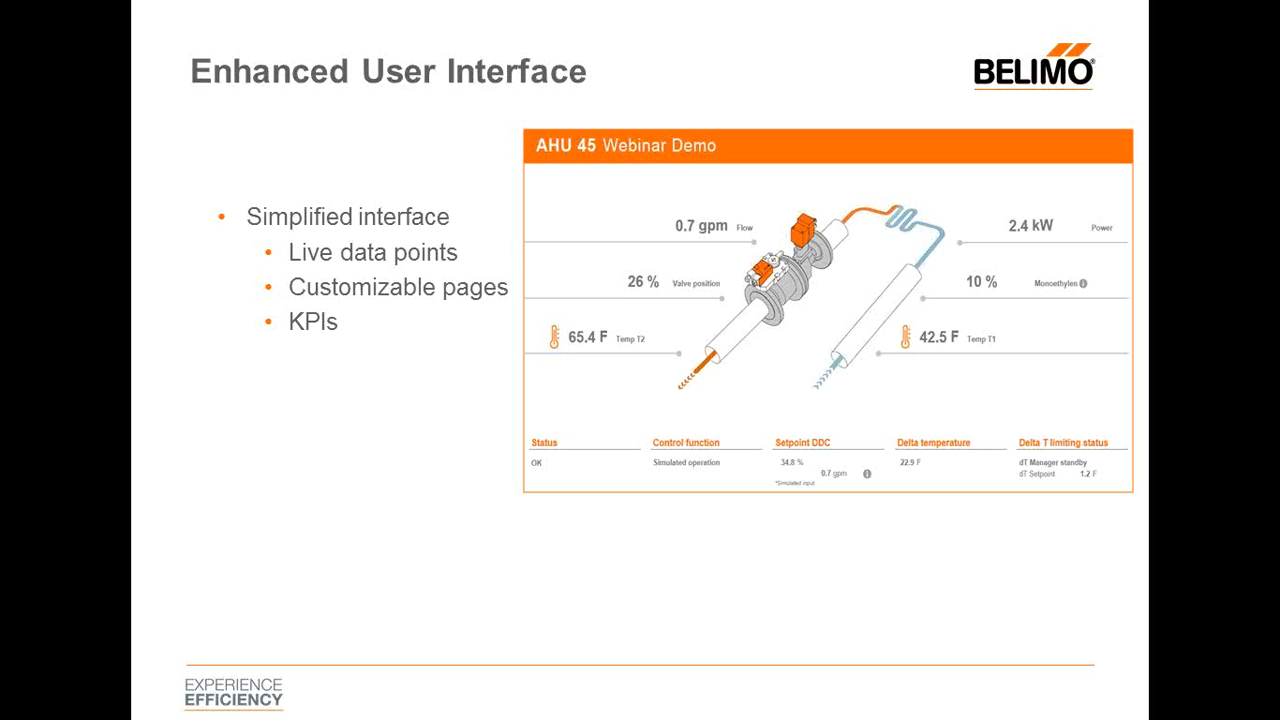 Enhanced User Interface
BELIMO®
• Simplified interface
• Live data points
• Customizable pages
• KPIs
AHU 45 Webinar Demo
0.7 gpm Flow
2.4 kW Power
26 % Valve position
10 % Monoethylen i
65.4 F Temp T2
42.5 F Temp T1
Status Control function Setpoint DDC Delta temperature Delta T limiting status
OK Simulated operation 34.8 % 22.9 F dT Manager standby
0.7 gpm i dT Setpoint 1.2 F
*Simulated input
EXPERIENCE
EFFICIENCY